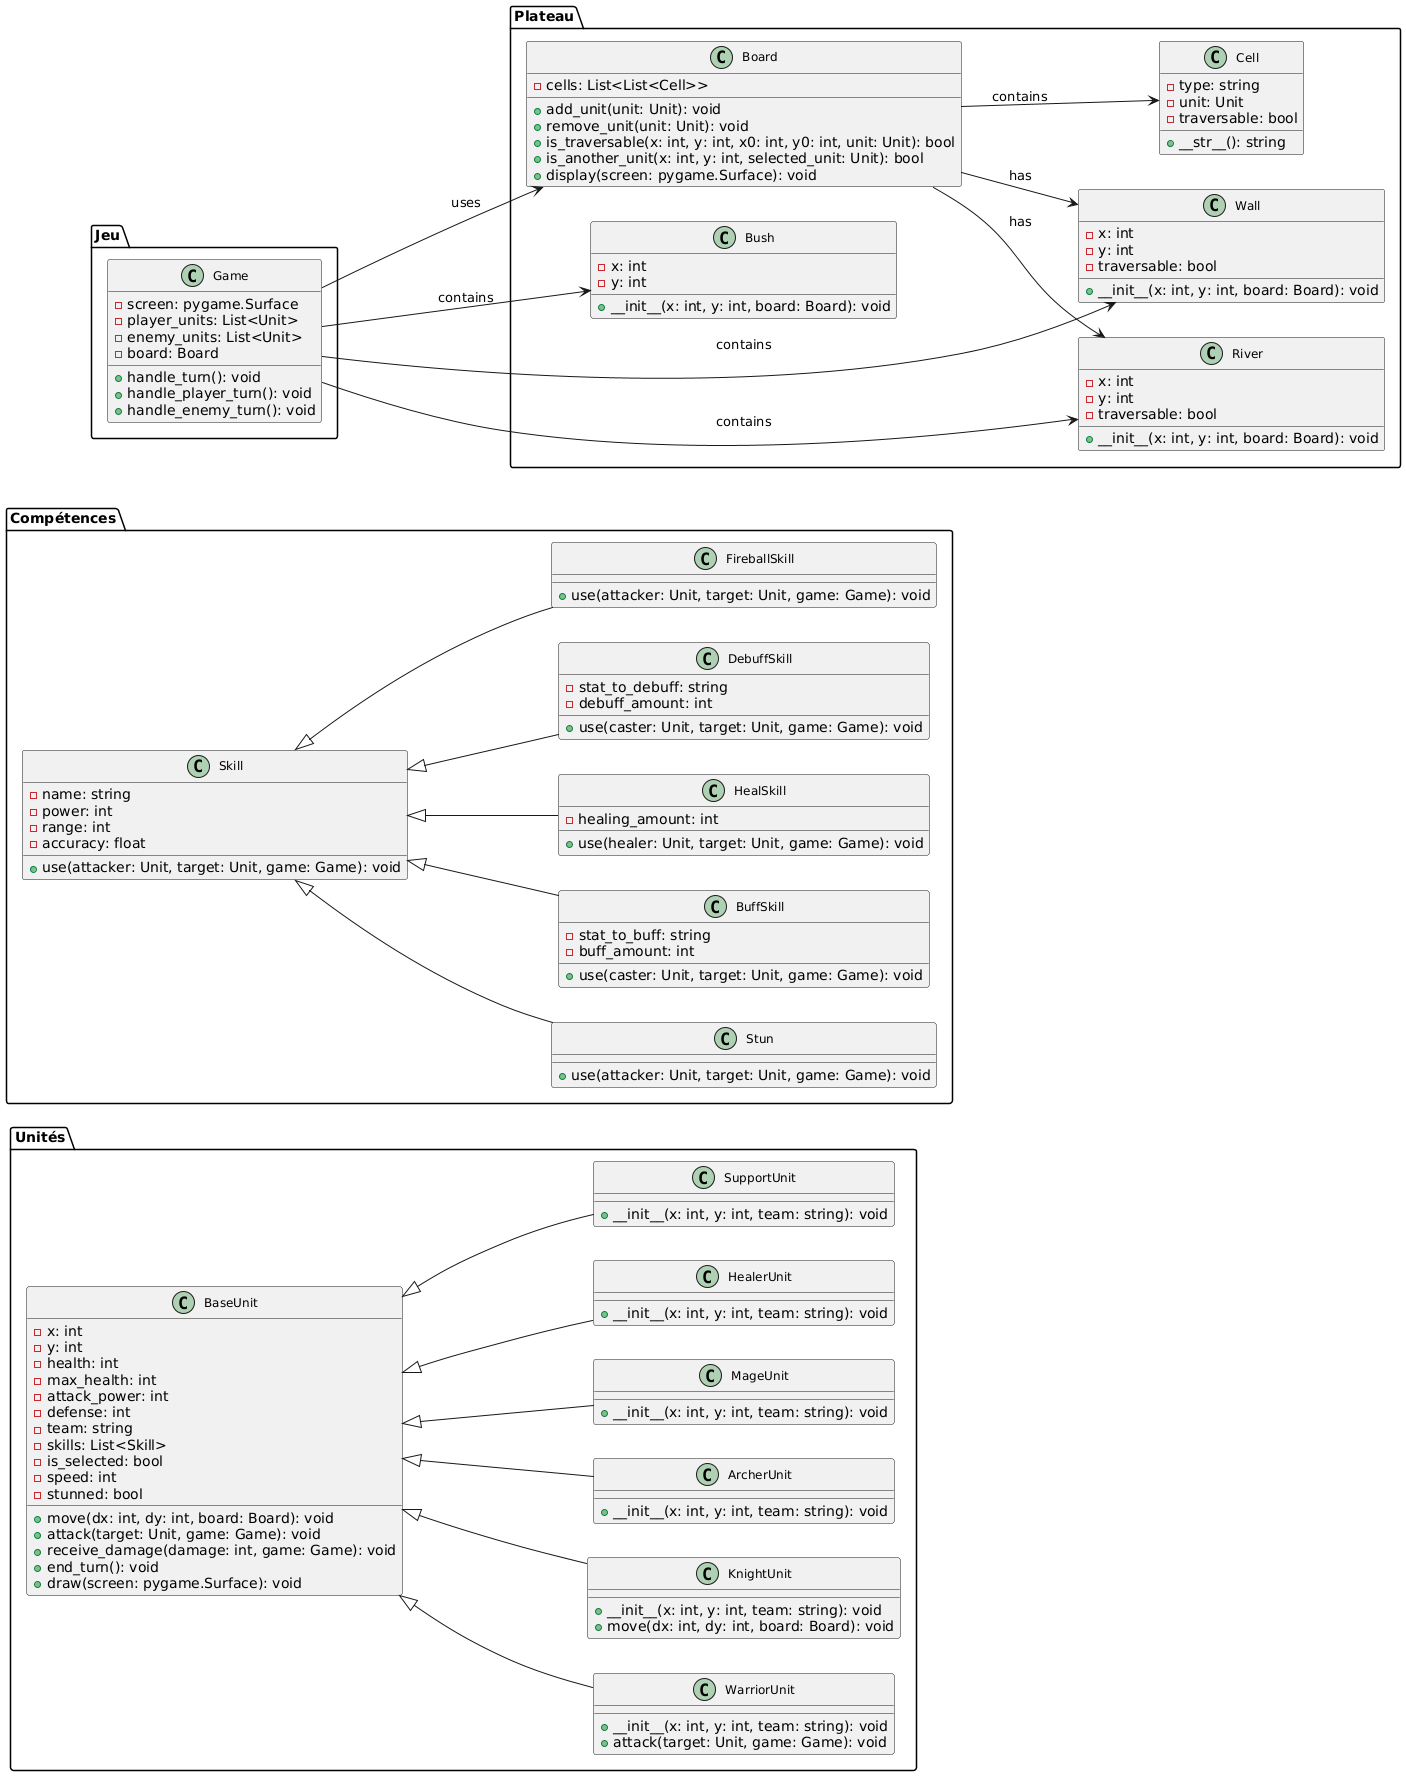 Plateau
C Board
cells: List<List<Cell>>
add_unit(unit: Unit): void
remove_unit(unit: Unit): void
is_traversable(x: int, y: int, x0: int, y0: int, unit: Unit): bool
is_another_unit(x: int, y: int, selected_unit: Unit): bool
display(screen: pygame.Surface): void
contains
C Cell
type: string
unit: Unit
traversable: bool
__str__(): string
has
has
C Wall
x: int
y: int
traversable: bool
__init__(x: int, y: int, board: Board): void
uses
C Bush
x: int
y: int
__init__(x: int, y: int, board: Board): void
Jeu
C Game
screen: pygame.Surface
player_units: List<Unit>
enemy_units: List<Unit>
board: Board
handle_turn(): void
handle_player_turn(): void
handle_enemy_turn(): void
contains
contains
contains
C River
x: int
y: int
traversable: bool
__init__(x: int, y: int, board: Board): void
Compétences
C FireballSkill
use(attacker: Unit, target: Unit, game: Game): void
C DebuffSkill
stat_to_debuff: string
debuff_amount: int
use(caster: Unit, target: Unit, game: Game): void
C Skill
name: string
power: int
range: int
accuracy: float
use(attacker: Unit, target: Unit, game: Game): void
C HealSkill
healing_amount: int
use(healer: Unit, target: Unit, game: Game): void
C BuffSkill
stat_to_buff: string
buff_amount: int
use(caster: Unit, target: Unit, game: Game): void
C Stun
use(attacker: Unit, target: Unit, game: Game): void
Unités
C SupportUnit
__init__(x: int, y: int, team: string): void
C HealerUnit
__init__(x: int, y: int, team: string): void
C BaseUnit
x: int
y: int
health: int
max_health: int
attack_power: int
defense: int
team: string
skills: List<Skill>
is_selected: bool
speed: int
stunned: bool
move(dx: int, dy: int, board: Board): void
attack(target: Unit, game: Game): void
receive_damage(damage: int, game: Game): void
end_turn(): void
draw(screen: pygame.Surface): void
C MageUnit
__init__(x: int, y: int, team: string): void
C ArcherUnit
__init__(x: int, y: int, team: string): void
C KnightUnit
__init__(x: int, y: int, team: string): void
move(dx: int, dy: int, board: Board): void
C WarriorUnit
__init__(x: int, y: int, team: string): void
attack(target: Unit, game: Game): void